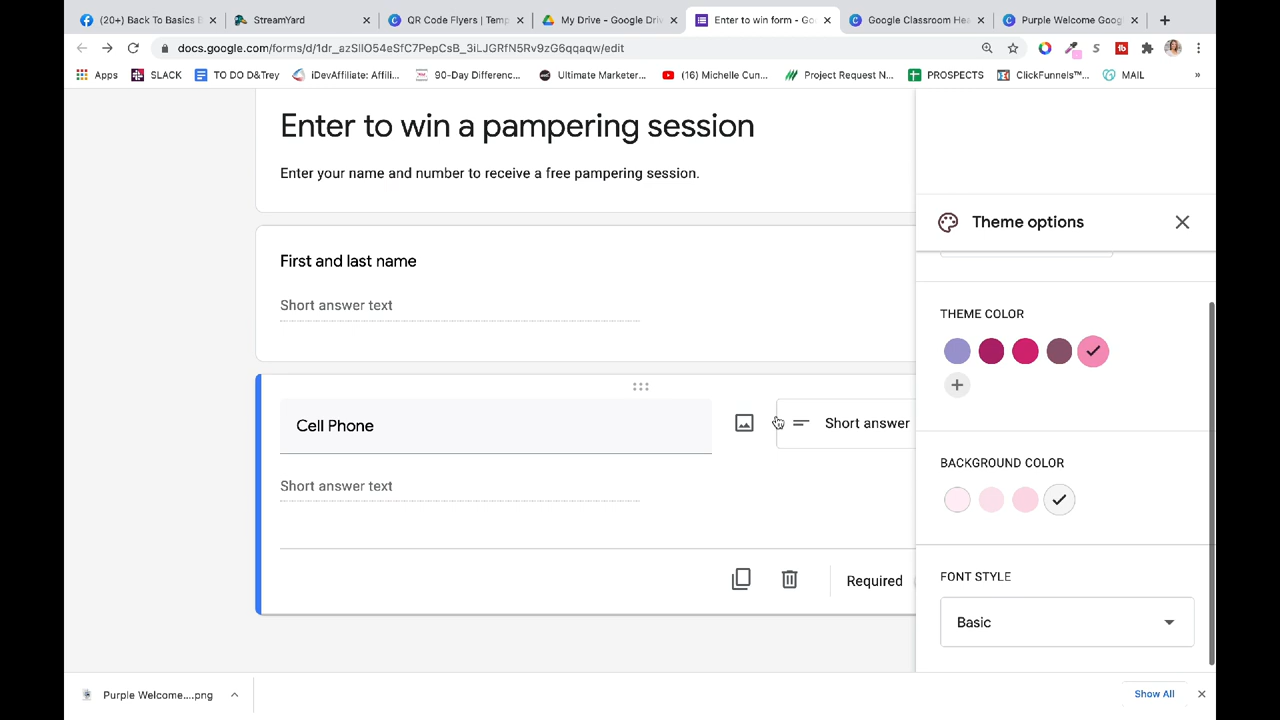 (20+) Back To Basics E
StreamYard
QR Code Flyers | Temp
My Drive - Google Driv
Enter to win form - Goo
Google Classroom Hea
Purple Welcome Googl
docs.google.com/forms/d/1dr_azSlIO54eSfC7PepCsB_3iLJGRfN5Rv9zG6qqaqw/edit
Apps
SLACK
TO DO D&Trey
iDevAffiliate: Affili...
90-Day Differenc...
Ultimate Marketer...
(16) Michelle Cun...
Project Request N...
PROSPECTS
ClickFunnels™...
MAIL
»
Enter to win a pampering session
Enter your name and number to receive a free pampering session.
First and last name
Short answer text
Cell Phone
Short answer
Short answer text
Required
Theme options
THEME COLOR
BACKGROUND COLOR
FONT STYLE
Basic
Purple Welcome....png
Show All